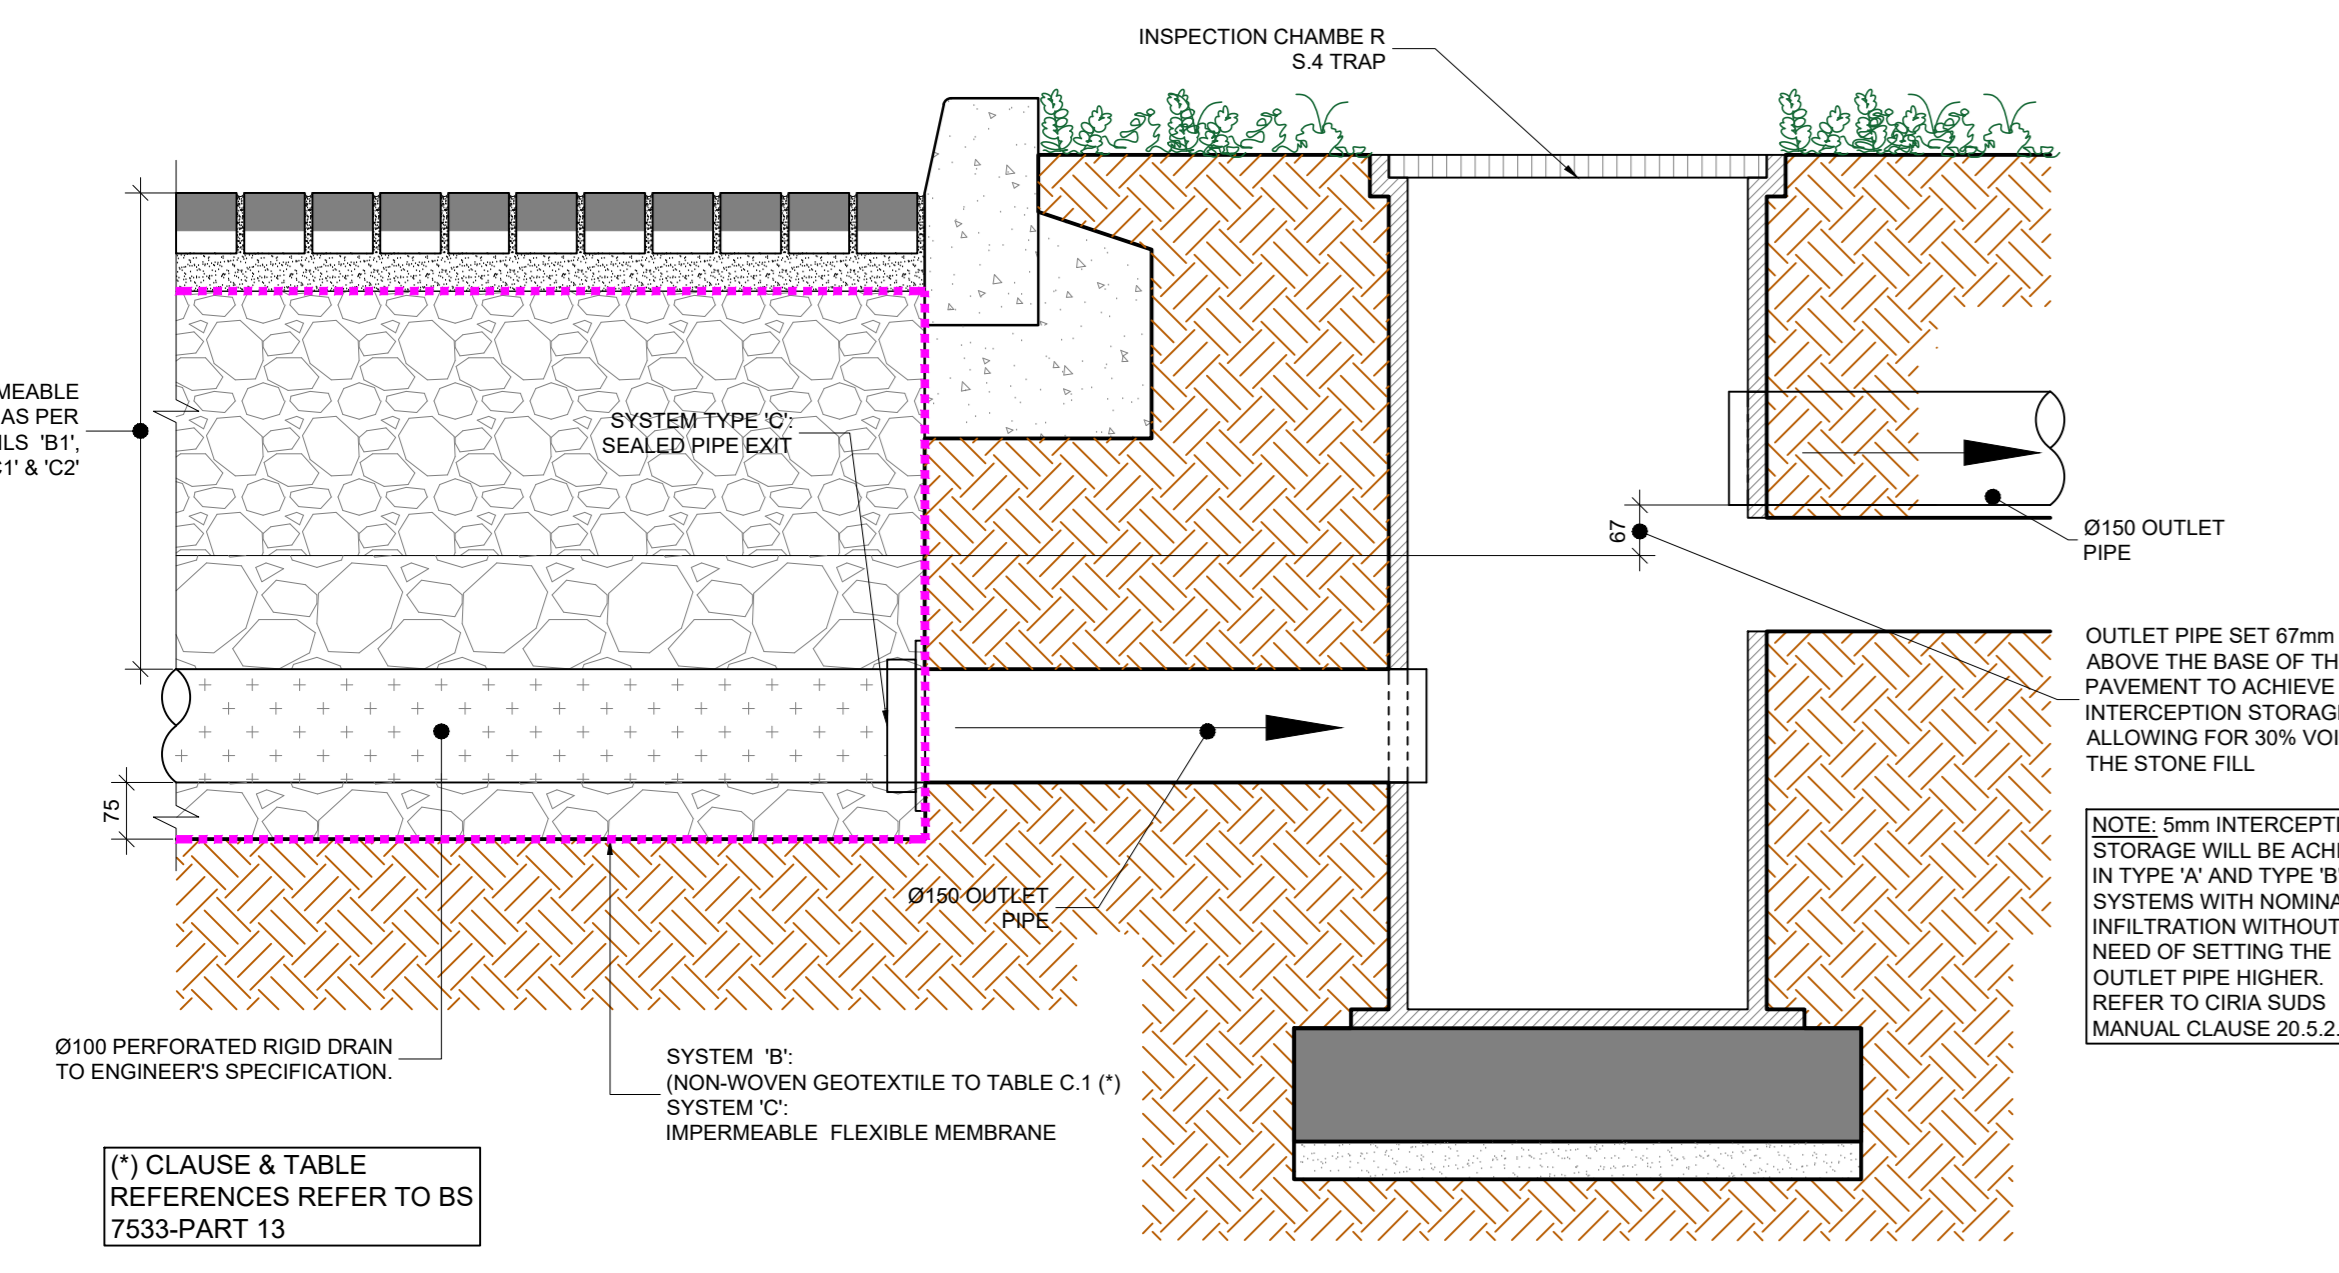 INSPECTION CHAMBE R
S.4 TRAP
MEABLE
AS PER
ILS 'B1',
C1' & 'C2'
SYSTEM TYPE 'C':
SEALED PIPE EXIT
67
Ø150 OUTLET
PIPE
OUTLET PIPE SET 67mm
ABOVE THE BASE OF TH
PAVEMENT TO ACHIEVE
INTERCEPTION STORAGE
ALLOWING FOR 30% VOI
THE STONE FILL
75
NOTE: 5mm INTERCEPTI
STORAGE WILL BE ACHI
IN TYPE 'A' AND TYPE 'B'
SYSTEMS WITH NOMINA
INFILTRATION WITHOUT
NEED OF SETTING THE
OUTLET PIPE HIGHER.
REFER TO CIRIA SUDS
MANUAL CLAUSE 20.5.2.
Ø150 OUTLET
PIPE
Ø100 PERFORATED RIGID DRAIN
TO ENGINEER'S SPECIFICATION.
SYSTEM 'B':
(NON-WOVEN GEOTEXTILE TO TABLE C.1 (*)
SYSTEM 'C':
IMPERMEABLE FLEXIBLE MEMBRANE
(*) CLAUSE & TABLE
REFERENCES REFER TO BS
7533-PART 13